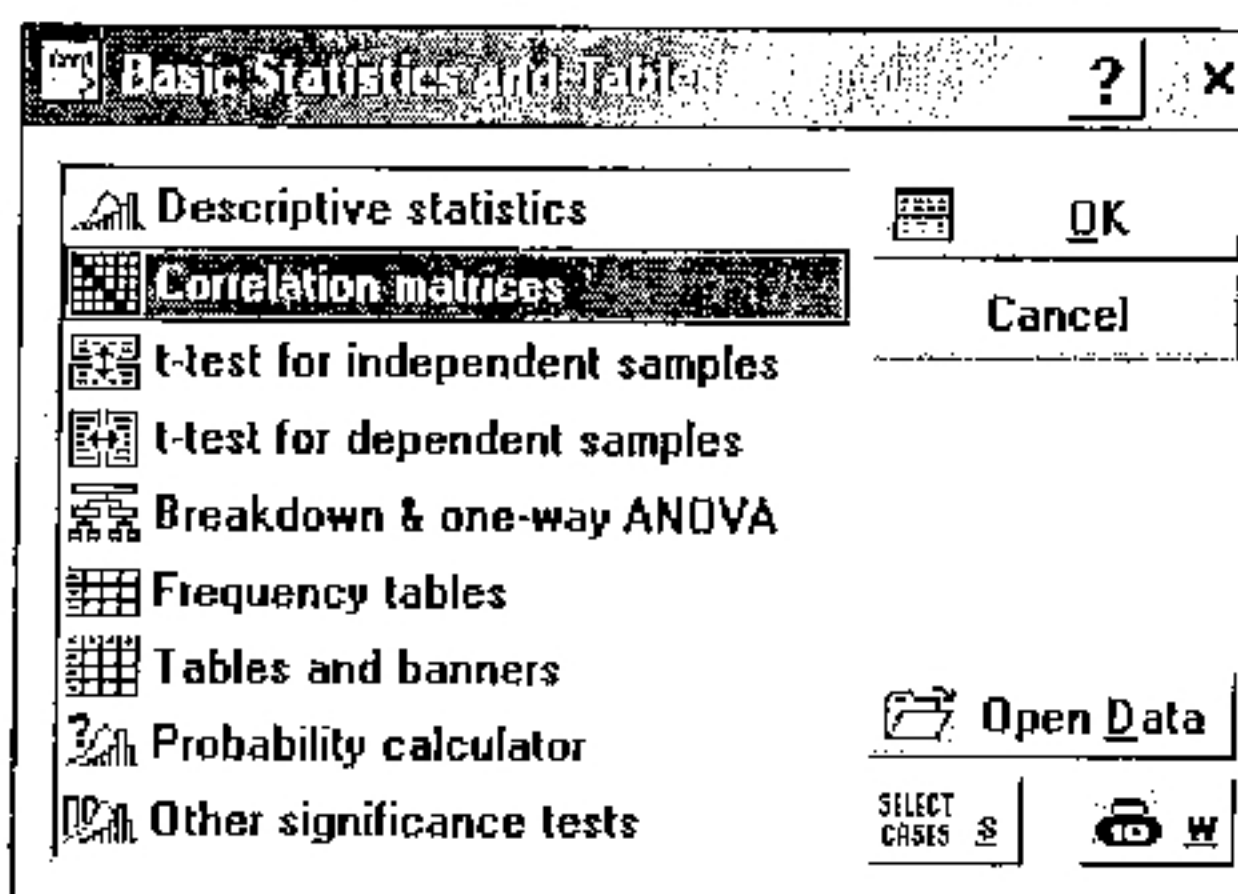 Basic Statistics and Tables
? ×
Descriptive statistics
Correlation matrices
t-test for independent samples
t-test for dependent samples
Breakdown & one-way ANOVA
Frequency tables
Tables and banners
Probability calculator
Other significance tests
OK
Cancel
Open Data
SELECT
CASES S
10 W